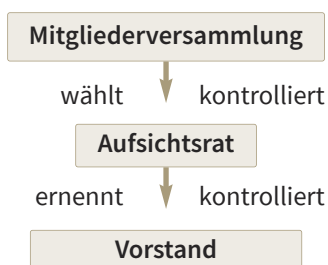 Mitgliederversammlung
wählt kontrolliert
Aufsichtsrat
ernennt kontrolliert
Vorstand